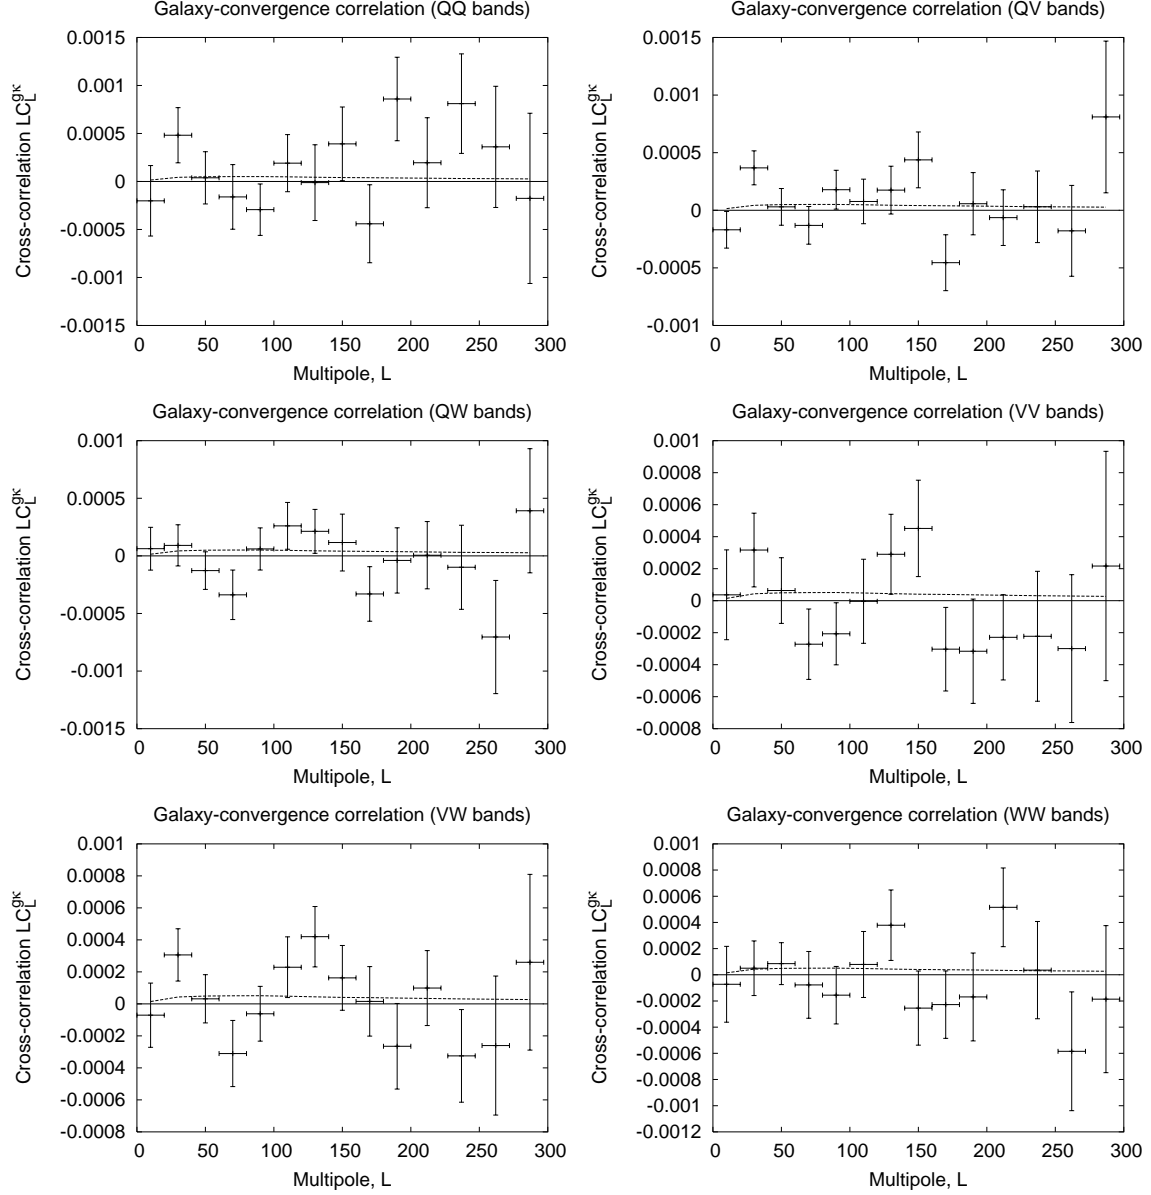 Galaxy-convergence correlation (QQ bands)
Cross-correlation LC_L^gκ
0.0015
0.001
0.0005
0
-0.0005
-0.001
-0.0015
0 50 100 150 200 250 300
Multipole, L
Galaxy-convergence correlation (QV bands)
Cross-correlation LC_L^gκ
0.0015
0.001
0.0005
0
-0.0005
-0.001
0 50 100 150 200 250 300
Multipole, L
Galaxy-convergence correlation (QW bands)
Cross-correlation LC_L^gκ
0.001
0.0005
0
-0.0005
-0.001
-0.0015
0 50 100 150 200 250 300
Multipole, L
Galaxy-convergence correlation (VV bands)
Cross-correlation LC_L^gκ
0.001
0.0008
0.0006
0.0004
0.0002
0
-0.0002
-0.0004
-0.0006
-0.0008
0 50 100 150 200 250 300
Multipole, L
Galaxy-convergence correlation (VW bands)
Cross-correlation LC_L^gκ
0.001
0.0008
0.0006
0.0004
0.0002
0
-0.0002
-0.0004
-0.0006
-0.0008
0 50 100 150 200 250 300
Multipole, L
Galaxy-convergence correlation (WW bands)
Cross-correlation LC_L^gκ
0.001
0.0008
0.0006
0.0004
0.0002
0
-0.0002
-0.0004
-0.0006
-0.0008
-0.001
-0.0012
0 50 100 150 200 250 300
Multipole, L